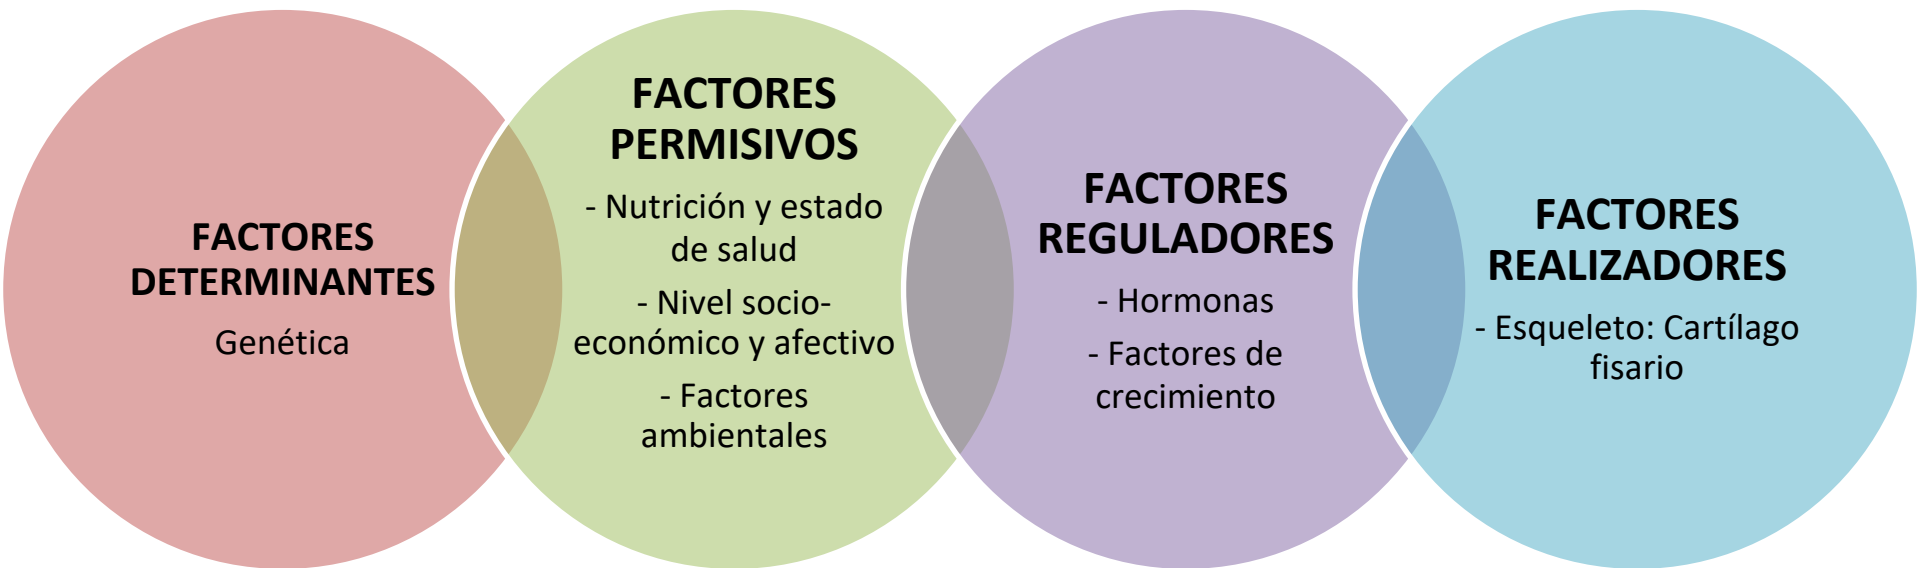 FACTORES
DETERMINANTES
Genética
FACTORES
PERMISIVOS
- Nutrición y estado
de salud
- Nivel socio-
económico y afectivo
- Factores
ambientales
FACTORES
REGULADORES
- Hormonas
- Factores de
crecimiento
FACTORES
REALIZADORES
- Esqueleto: Cartílago
fisario